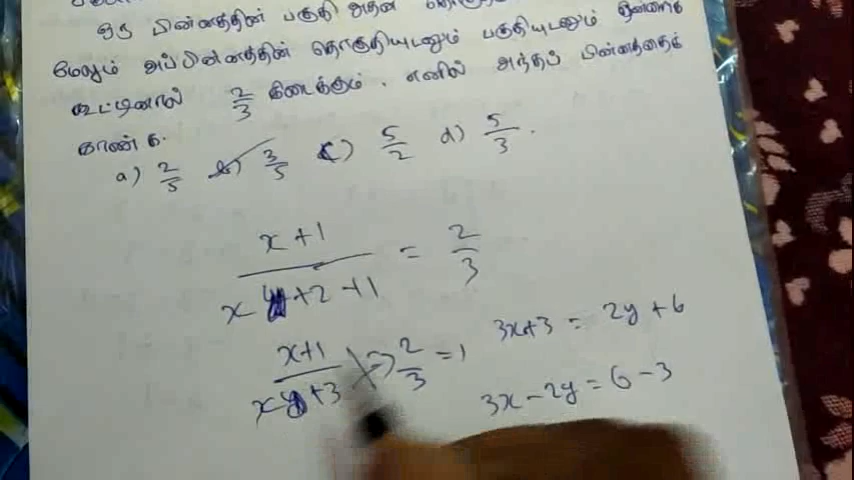 ஒரு பின்னத்தின் பகுதி அதன்
மேலும் அப்பின்னத்தின் தொகுதியுடனும் பகுதியுடனும் ஒன்றைக்
கூட்டினால் 2/3 கிடைக்கும். எனில் அந்தப் பின்னத்தைக்
காண்க.
a) 2/5 b) 3/5 c) 5/2 d) 5/3.
(x+1)/(x+2+1) = 2/3
(x+1)/(x+3) = 2/3 = 1 3x+3 = 2y+6
3x-2y = 6-3